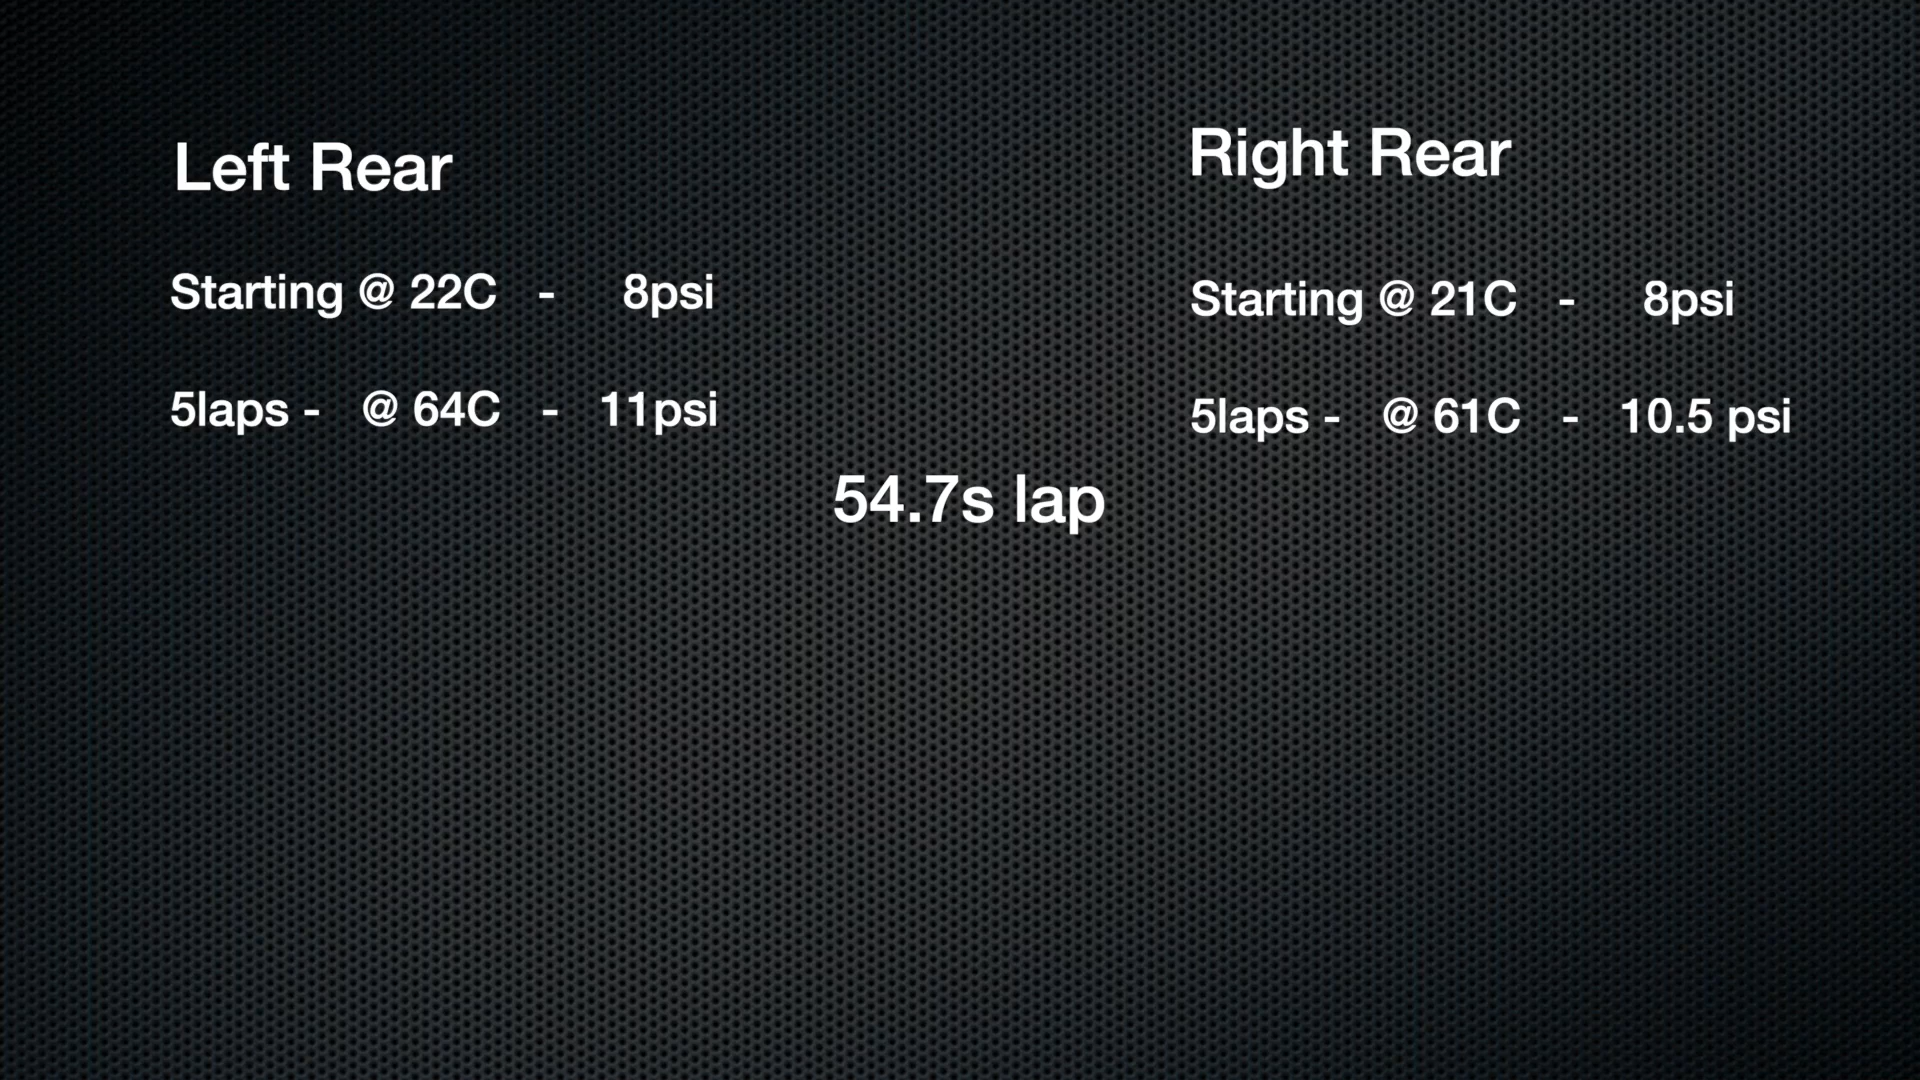 Left Rear
Starting @ 22C - 8psi
5laps - @ 64C - 11psi
Right Rear
Starting @ 21C - 8psi
5laps - @ 61C - 10.5 psi
54.7s lap